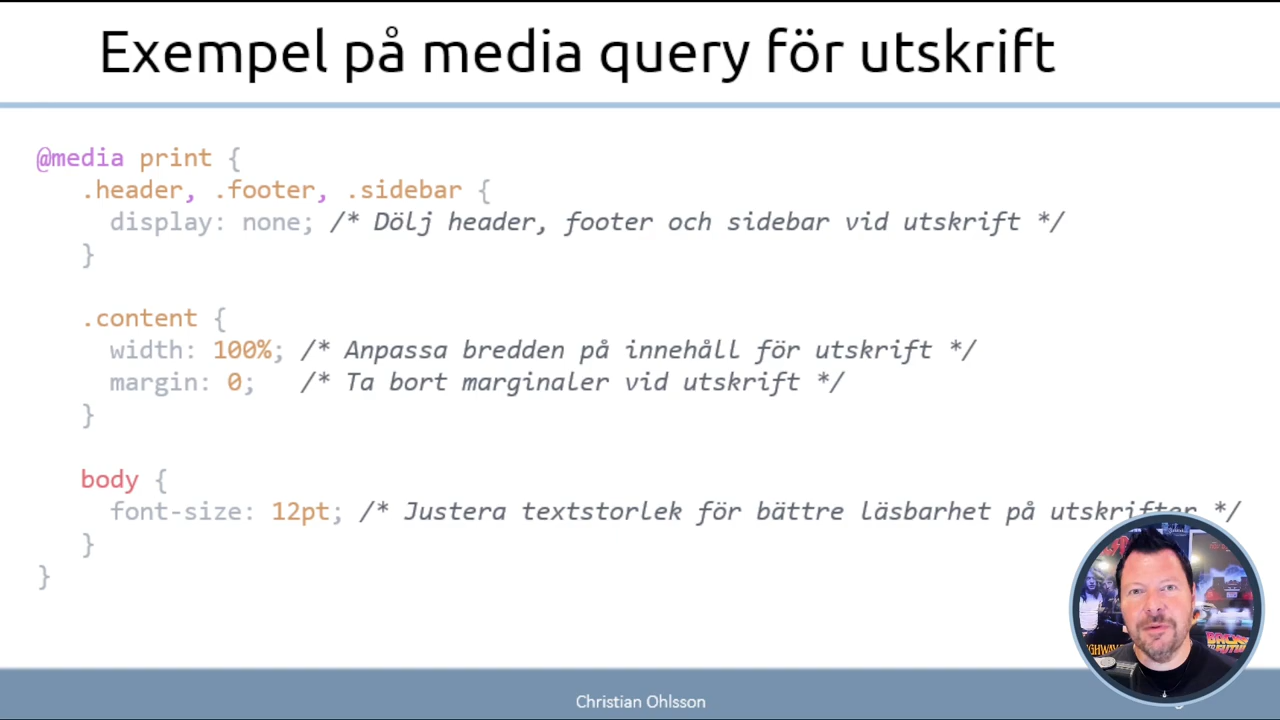 Exempel på media query för utskrift
@media print {
.header, .footer, .sidebar {
display: none; /* Dölj header, footer och sidebar vid utskrift */
}
.content {
width: 100%; /* Anpassa bredden på innehåll för utskrift */
margin: 0; /* Ta bort marginaler vid utskrift */
}
body {
font-size: 12pt; /* Justera textstorlek för bättre läsbarhet på utskrifter */
}
}
BACK
Christian Ohlsson